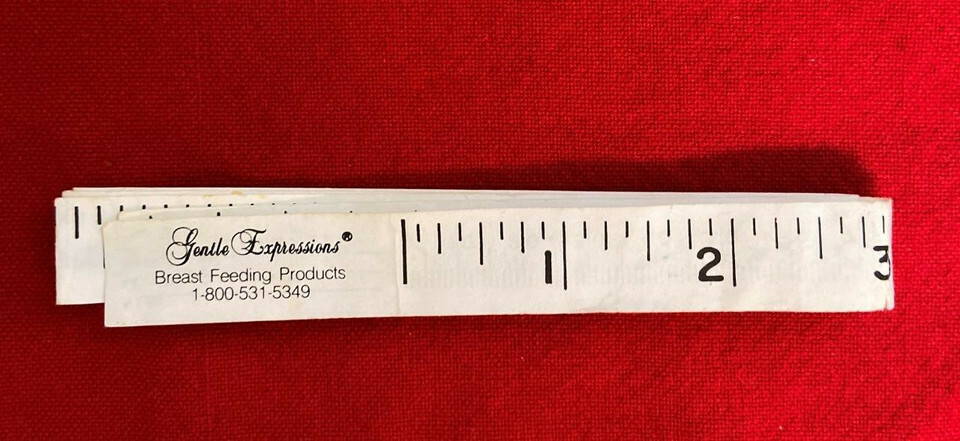 Gentle Expressions®
Breast Feeding Products
1-800-531-5349
1 2 3